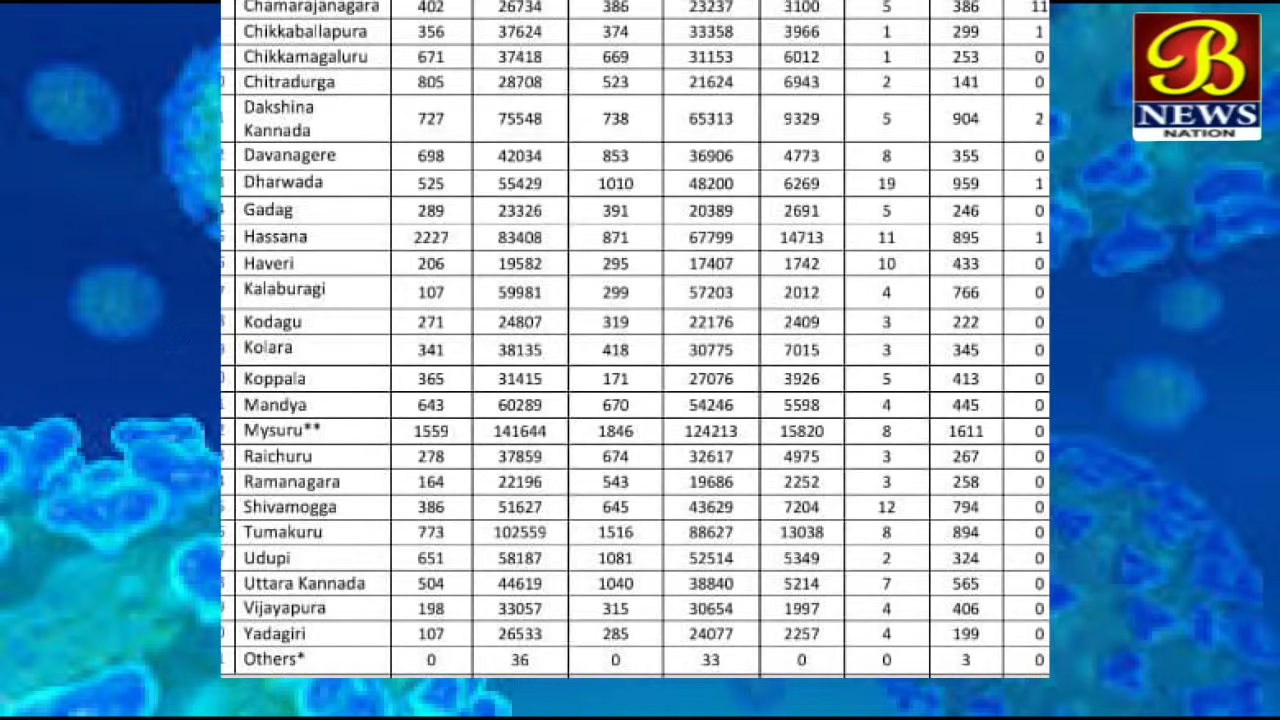 Chamarajanagara 402 26734 386 23237 3100 5 386 11
Chikkaballapura 356 37624 374 33358 3966 1 299 1
Chikkamagaluru 671 37418 669 31153 6012 1 253 0
Chitradurga 805 28708 523 21624 6943 2 141 0
Dakshina
Kannada 727 75548 738 65313 9329 5 904 2
Davanagere 698 42034 853 36906 4773 8 355 0
Dharwada 525 55429 1010 48200 6269 19 959 1
Gadag 289 23326 391 20389 2691 5 246 0
Hassana 2227 83408 871 67799 14713 11 895 1
Haveri 206 19582 295 17407 1742 10 433 0
Kalaburagi 107 59981 299 57203 2012 4 766 0
Kodagu 271 24807 319 22176 2409 3 222 0
Kolara 341 38135 418 30775 7015 3 345 0
Koppala 365 31415 171 27076 3926 5 413 0
Mandya 643 60289 670 54246 5598 4 445 0
Mysuru** 1559 141644 1846 124213 15820 8 1611 0
Raichuru 278 37859 674 32617 4975 3 267 0
Ramanagara 164 22196 543 19686 2252 3 258 0
Shivamogga 386 51627 645 43629 7204 12 794 0
Tumakuru 773 102559 1516 88627 13038 8 894 0
Udupi 651 58187 1081 52514 5349 2 324 0
Uttara Kannada 504 44619 1040 38840 5214 7 565 0
Vijayapura 198 33057 315 30654 1997 4 406 0
Yadagiri 107 26533 285 24077 2257 4 199 0
Others* 0 36 0 33 0 0 3 0
B
NEWS
NATION